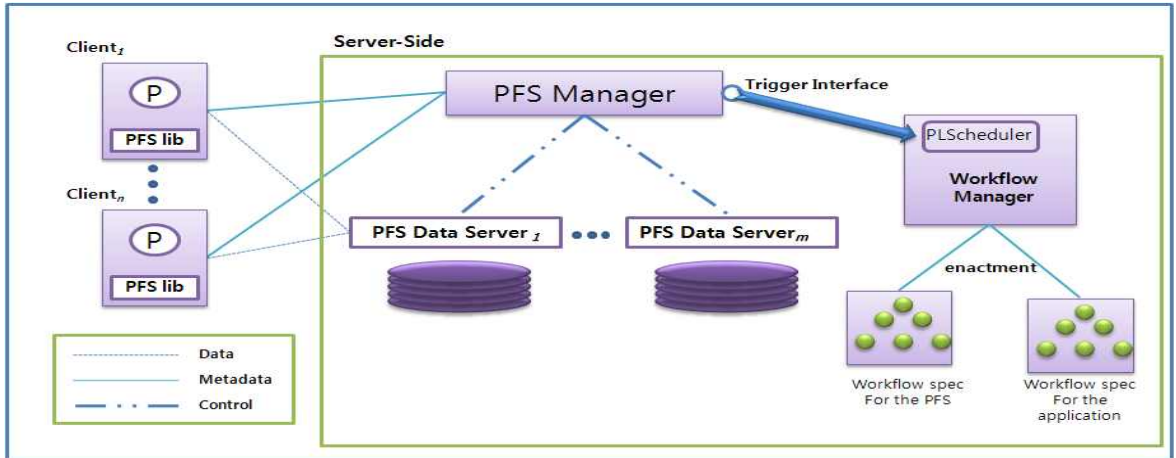 Client1
P
PFS lib
Clientn
P
PFS lib
Data
Metadata
Control
Server-Side
PFS Manager
Trigger Interface
PLScheduler
Workflow
Manager
PFS Data Server 1
PFS Data Serverm
enactment
Workflow spec
For the PFS
Workflow spec
For the
application